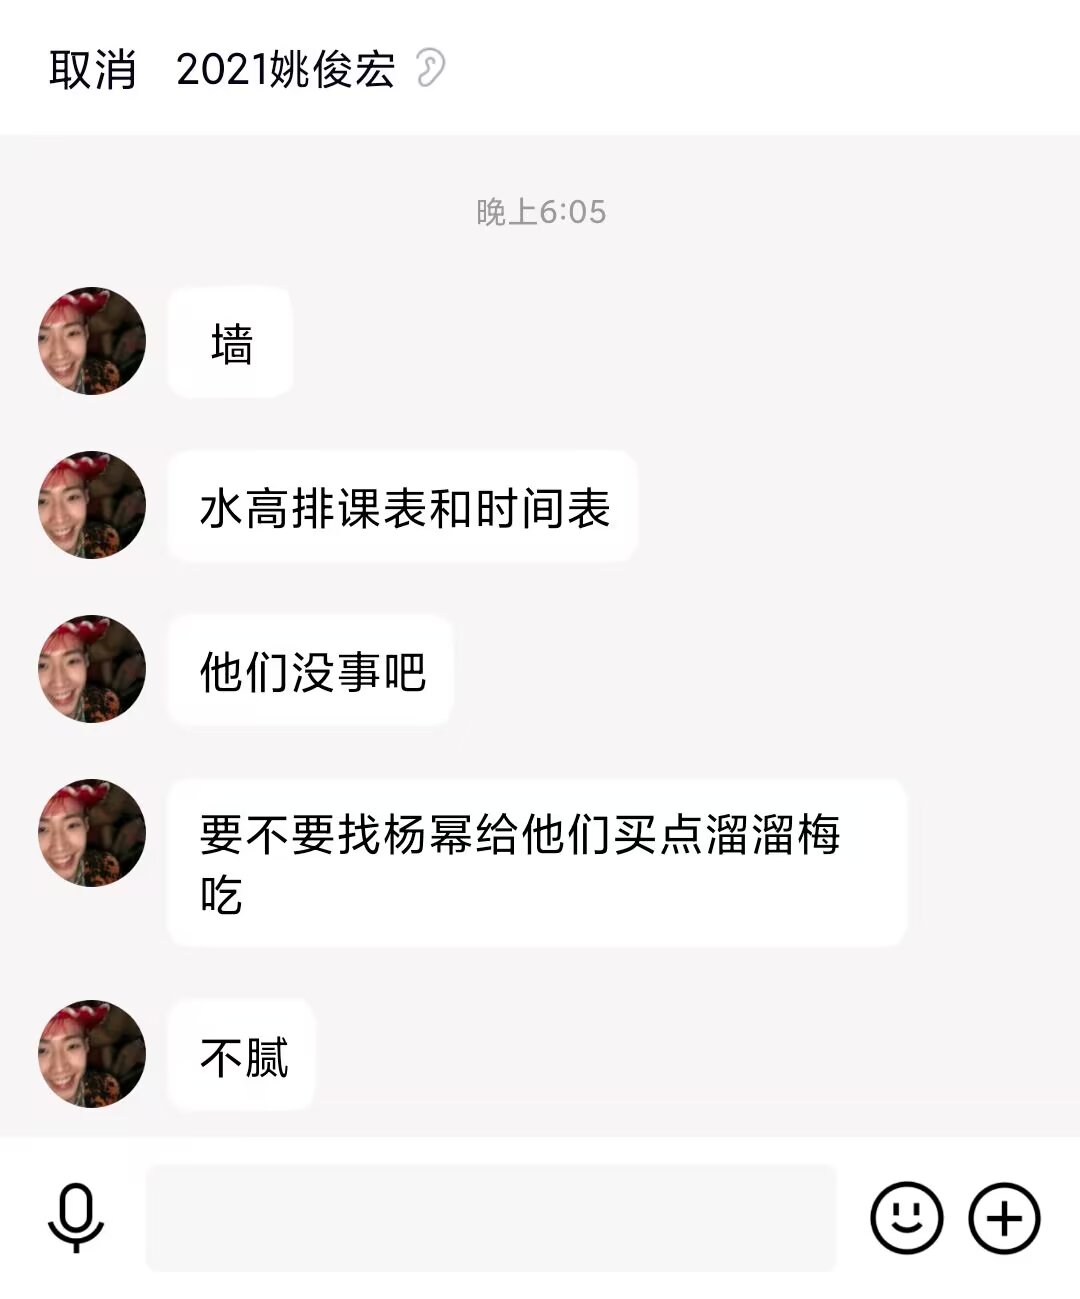 取消 2021姚俊宏
晚上6:05
墙
水高排课表和时间表
他们没事吧
要不要找杨幂给他们买点溜溜梅
吃
不腻